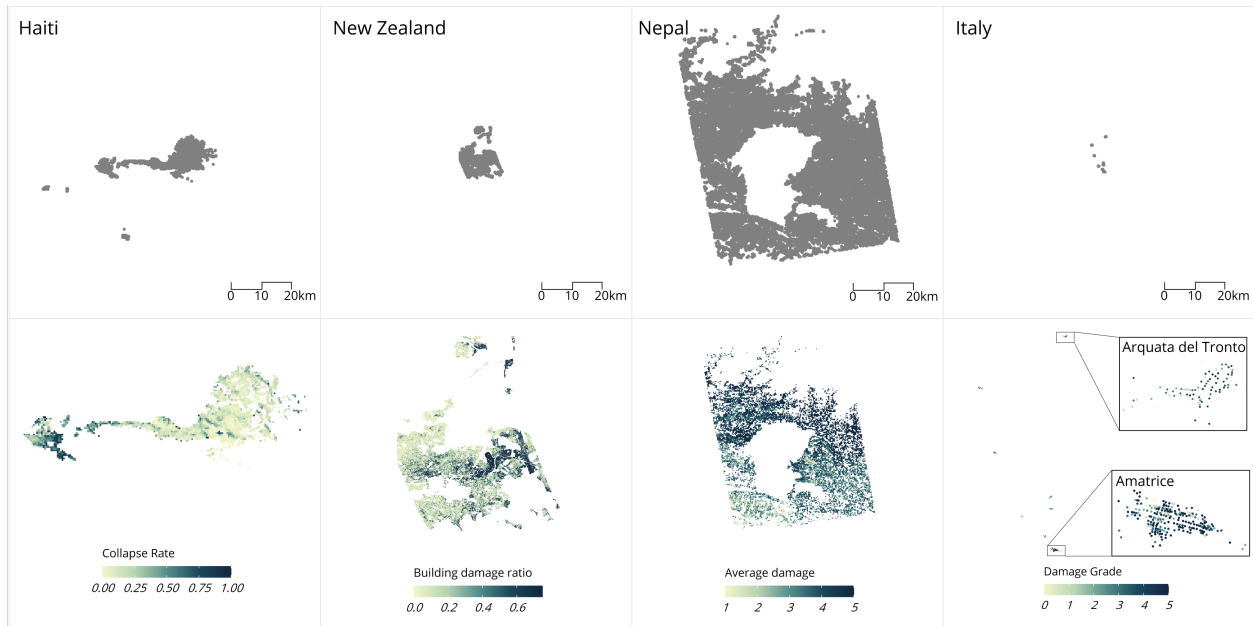 Haiti
New Zealand
Nepal
Italy
0 10 20km
0 10 20km
0 10 20km
0 10 20km
Arquata del Tronto
Amatrice
Collapse Rate
0.00 0.25 0.50 0.75 1.00
Building damage ratio
0.0 0.2 0.4 0.6
Average damage
1 2 3 4 5
Damage Grade
0 1 2 3 4 5